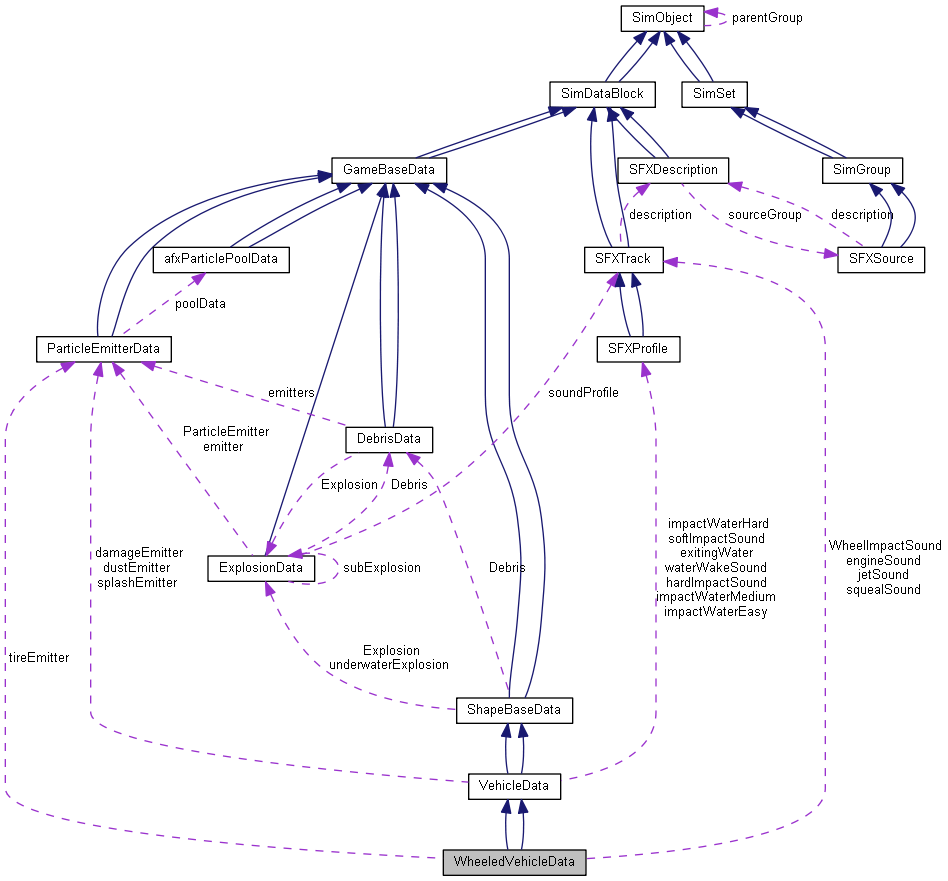 SimObject
parentGroup
SimDataBlock
SimSet
GameBaseData
SFXDescription
SimGroup
description
sourceGroup
description
afxParticlePoolData
SFXTrack
SFXSource
poolData
ParticleEmitterData
SFXProfile
emitters
soundProfile
ParticleEmitter
emitter
DebrisData
Explosion
Debris
damageEmitter
dustEmitter
splashEmitter
ExplosionData
subExplosion
Debris
impactWaterHard
softImpactSound
exitingWater
waterWakeSound
hardImpactSound
impactWaterMedium
impactWaterEasy
WheelImpactSound
engineSound
jetSound
squealSound
tireEmitter
Explosion
underwaterExplosion
ShapeBaseData
VehicleData
WheeledVehicleData